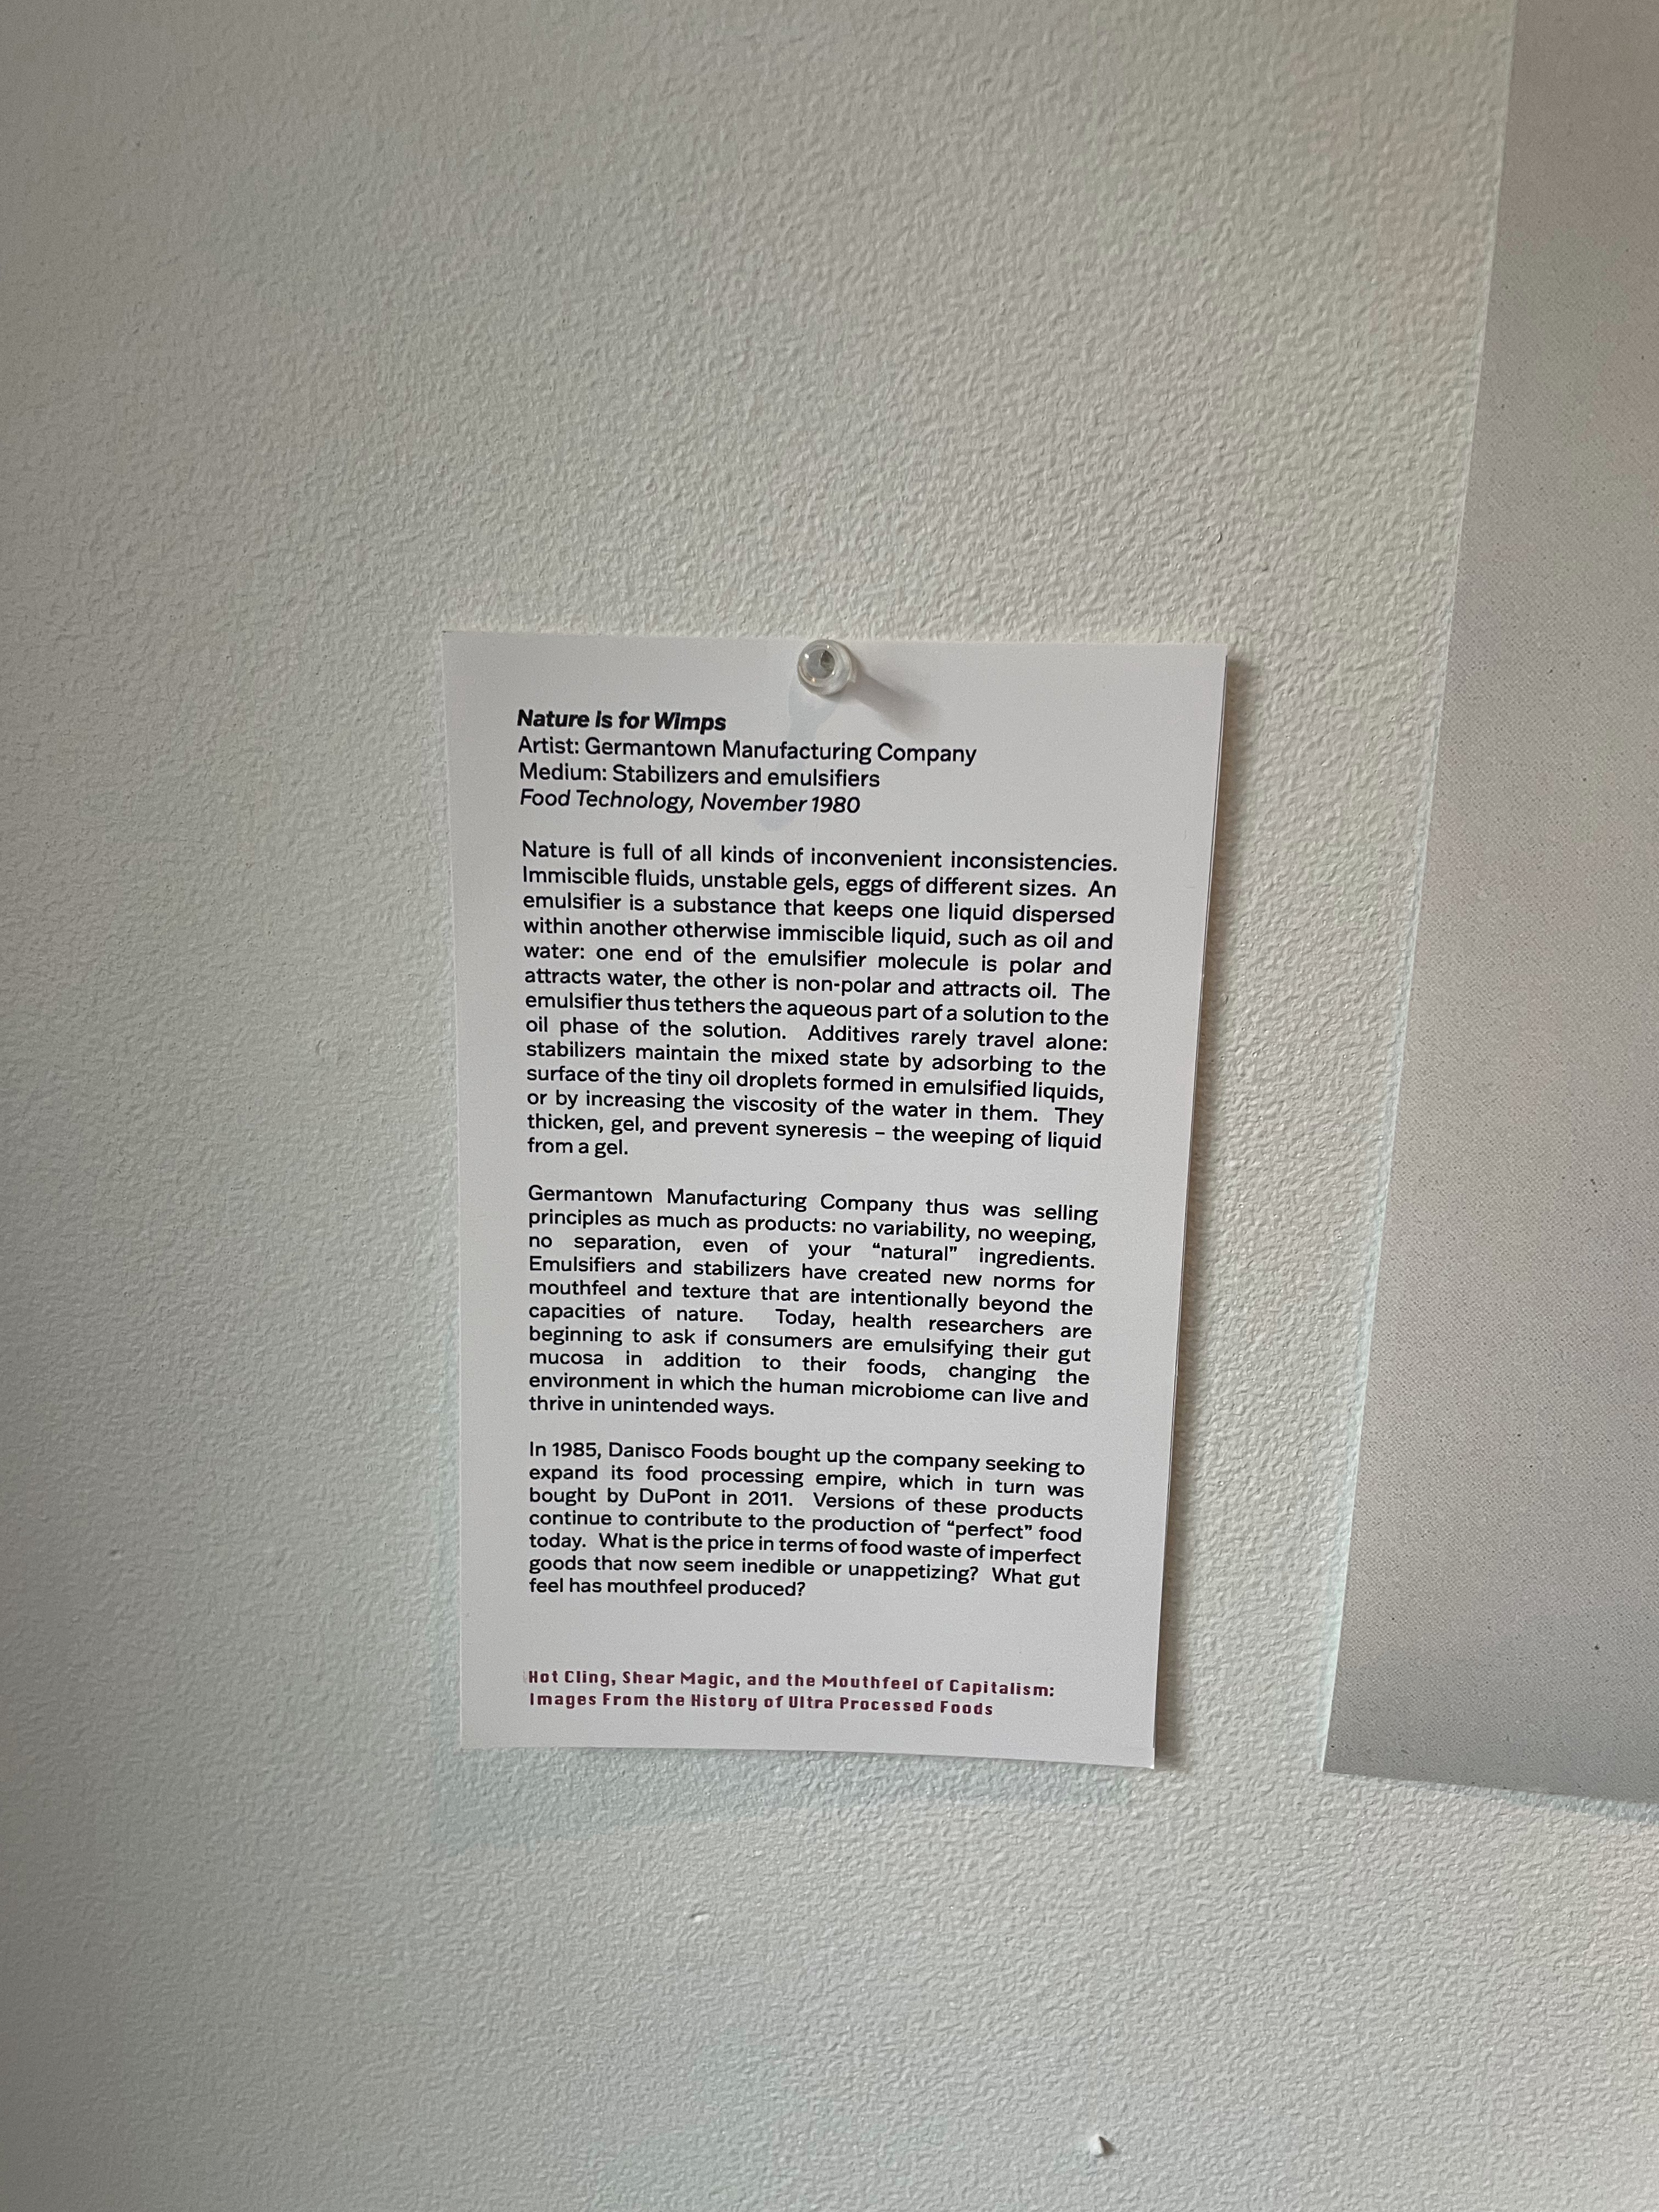 Nature is for Wimps
Artist: Germantown Manufacturing Company
Medium: Stabilizers and emulsifiers
Food Technology, November 1980
Nature is full of all kinds of inconvenient inconsistencies.
Immiscible fluids, unstable gels, eggs of different sizes. An
emulsifier is a substance that keeps one liquid dispersed
within another otherwise immiscible liquid, such as oil and
water: one end of the emulsifier molecule is polar and
attracts water, the other is non-polar and attracts oil. The
emulsifier thus tethers the aqueous part of a solution to the
oil phase of the solution. Additives rarely travel alone:
stabilizers maintain the mixed state by adsorbing to the
surface of the tiny oil droplets formed in emulsified liquids,
or by increasing the viscosity of the water in them. They
thicken, gel, and prevent syneresis – the weeping of liquid
from a gel.
Germantown Manufacturing Company thus was selling
principles as much as products: no variability, no weeping,
no separation, even of your “natural” ingredients.
Emulsifiers and stabilizers have created new norms for
mouthfeel and texture that are intentionally beyond the
capacities of nature. Today, health researchers are
beginning to ask if consumers are emulsifying their gut
mucosa in addition to their foods, changing the
environment in which the human microbiome can live and
thrive in unintended ways.
In 1985, Danisco Foods bought up the company seeking to
expand its food processing empire, which in turn was
bought by DuPont in 2011. Versions of these products
continue to contribute to the production of “perfect” food
today. What is the price in terms of food waste of imperfect
goods that now seem inedible or unappetizing? What gut
feel has mouthfeel produced?
Hot Cling, Shear Magic, and the Mouthfeel of Capitalism:
Images From the History of Ultra Processed Foods